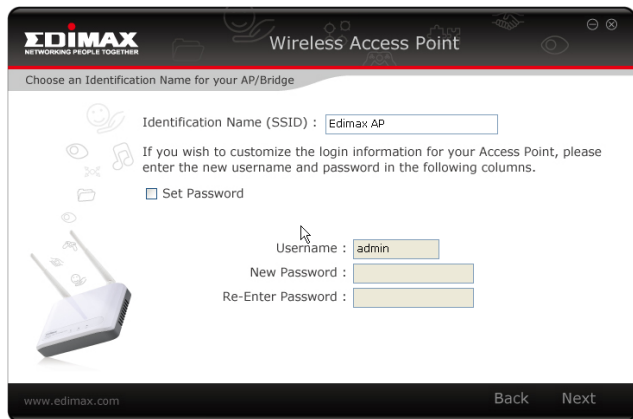 EDIMAX
NETWORKING PEOPLE TOGETHER
Wireless Access Point
Choose an Identification Name for your AP/Bridge
Identification Name (SSID) : Edimax AP
If you wish to customize the login information for your Access Point, please
enter the new username and password in the following columns.
Set Password
Username : admin
New Password :
Re-Enter Password :
www.edimax.com
Back Next